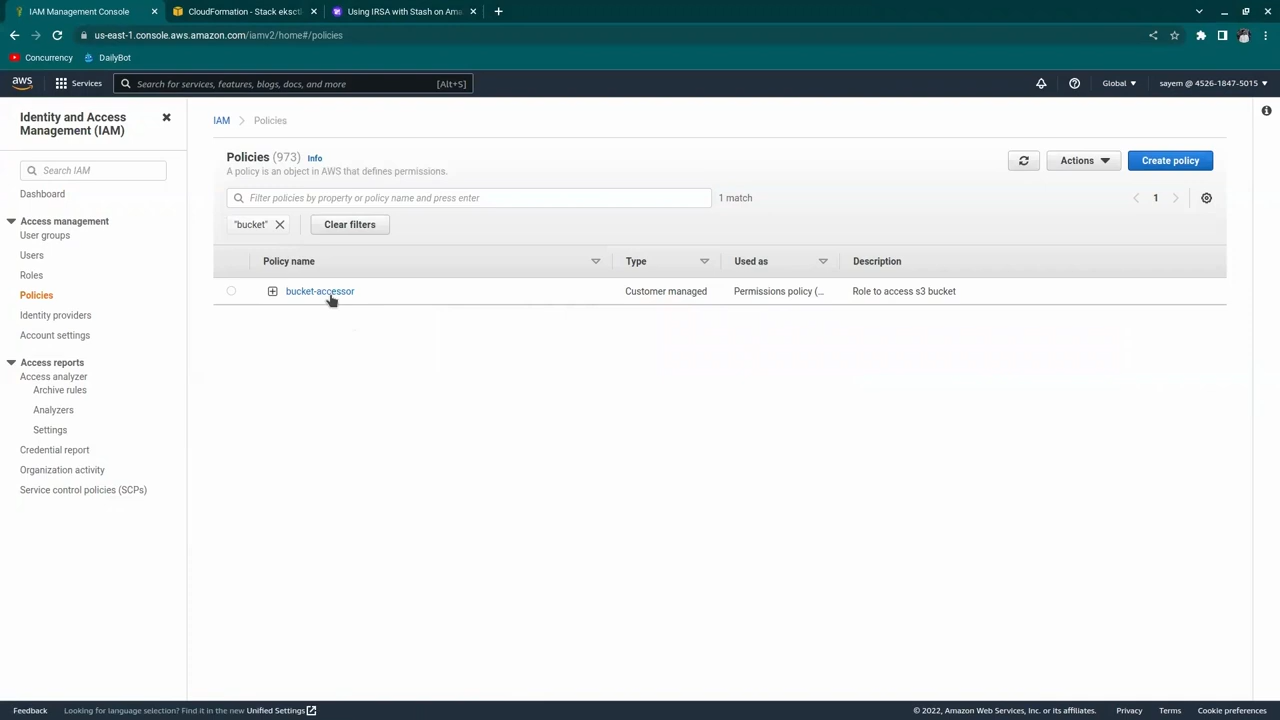 IAM Management Console
CloudFormation - Stack eksctl
Using IRSA with Stash on Ama
us-east-1.console.aws.amazon.com/iamv2/home#/policies
Concurrency
DailyBot
aws
Services
Search for services, features, blogs, docs, and more
[Alt+S]
Global
sayem @ 4526-1847-5015
Identity and Access
Management (IAM)
Search IAM
Dashboard
Access management
User groups
Users
Roles
Policies
Identity providers
Account settings
Access reports
Access analyzer
Archive rules
Analyzers
Settings
Credential report
Organization activity
Service control policies (SCPs)
IAM > Policies
Policies (973) Info
A policy is an object in AWS that defines permissions.
Actions
Create policy
Filter policies by property or policy name and press enter
1 match
1
"bucket"
Clear filters
Policy name
Type
Used as
Description
bucket-accessor
Customer managed
Permissions policy (...
Role to access s3 bucket
Feedback
Looking for language selection? Find it in the new Unified Settings
© 2022, Amazon Web Services, Inc. or its affiliates.
Privacy
Terms
Cookie preferences